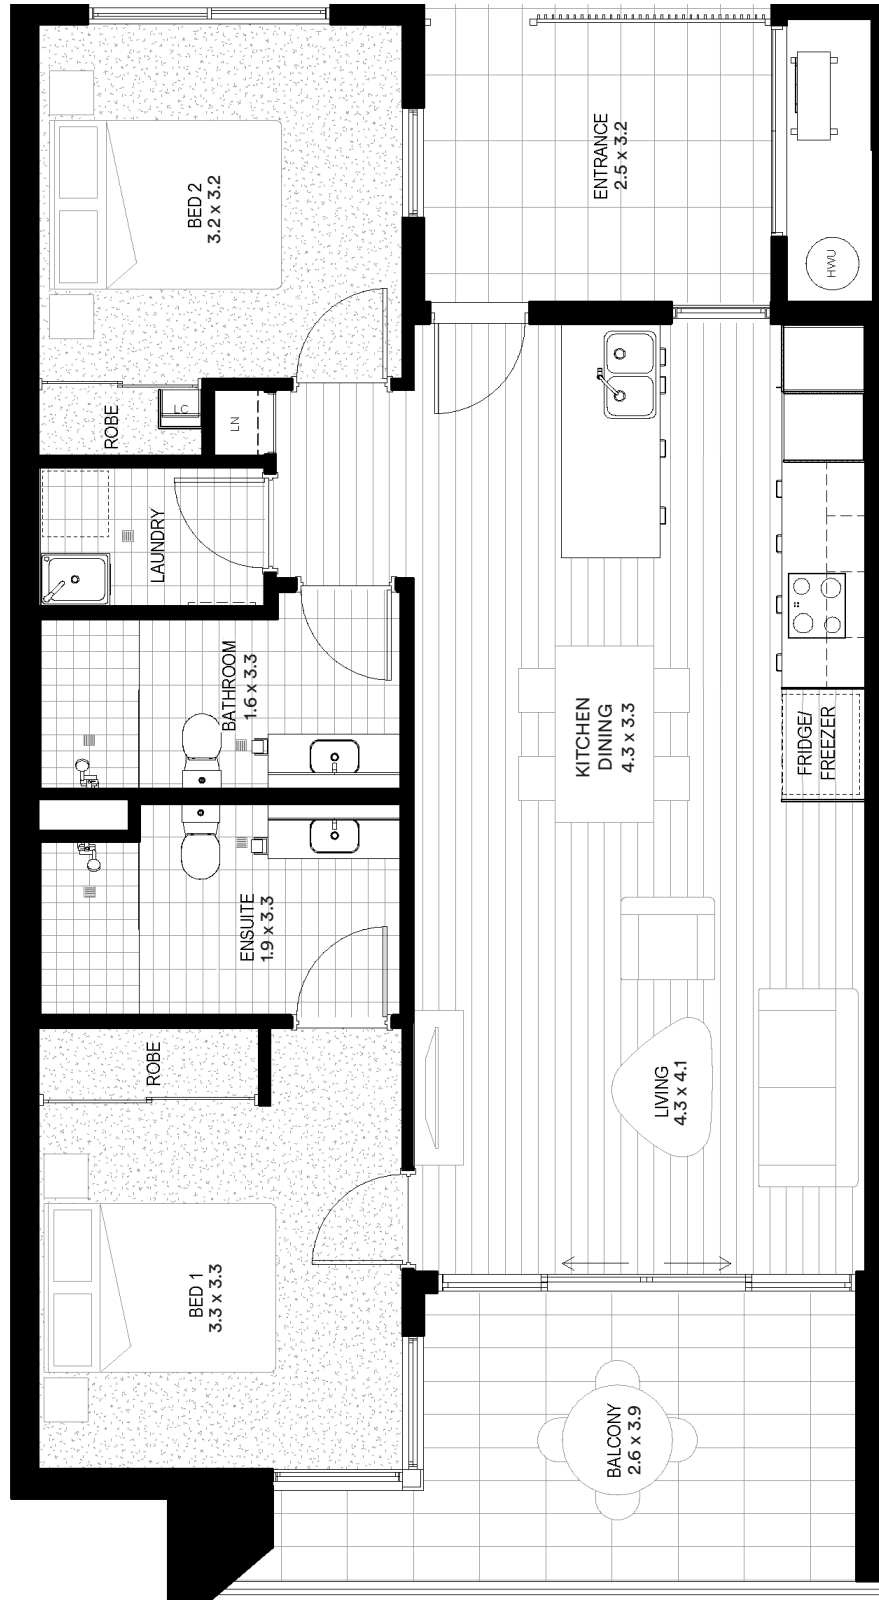 BED 2
3.2 x 3.2
ENTRANCE
2.5 x 3.2
HWU
ROBE
LC
LN
LAUNDRY
BATHROOM
1.6 x 3.3
KITCHEN
DINING
4.3 x 3.3
FRIDGE/
FREEZER
ENSUITE
1.9 x 3.3
ROBE
LIVING
4.3 x 4.1
BED 1
3.3 x 3.3
BALCONY
2.6 x 3.9